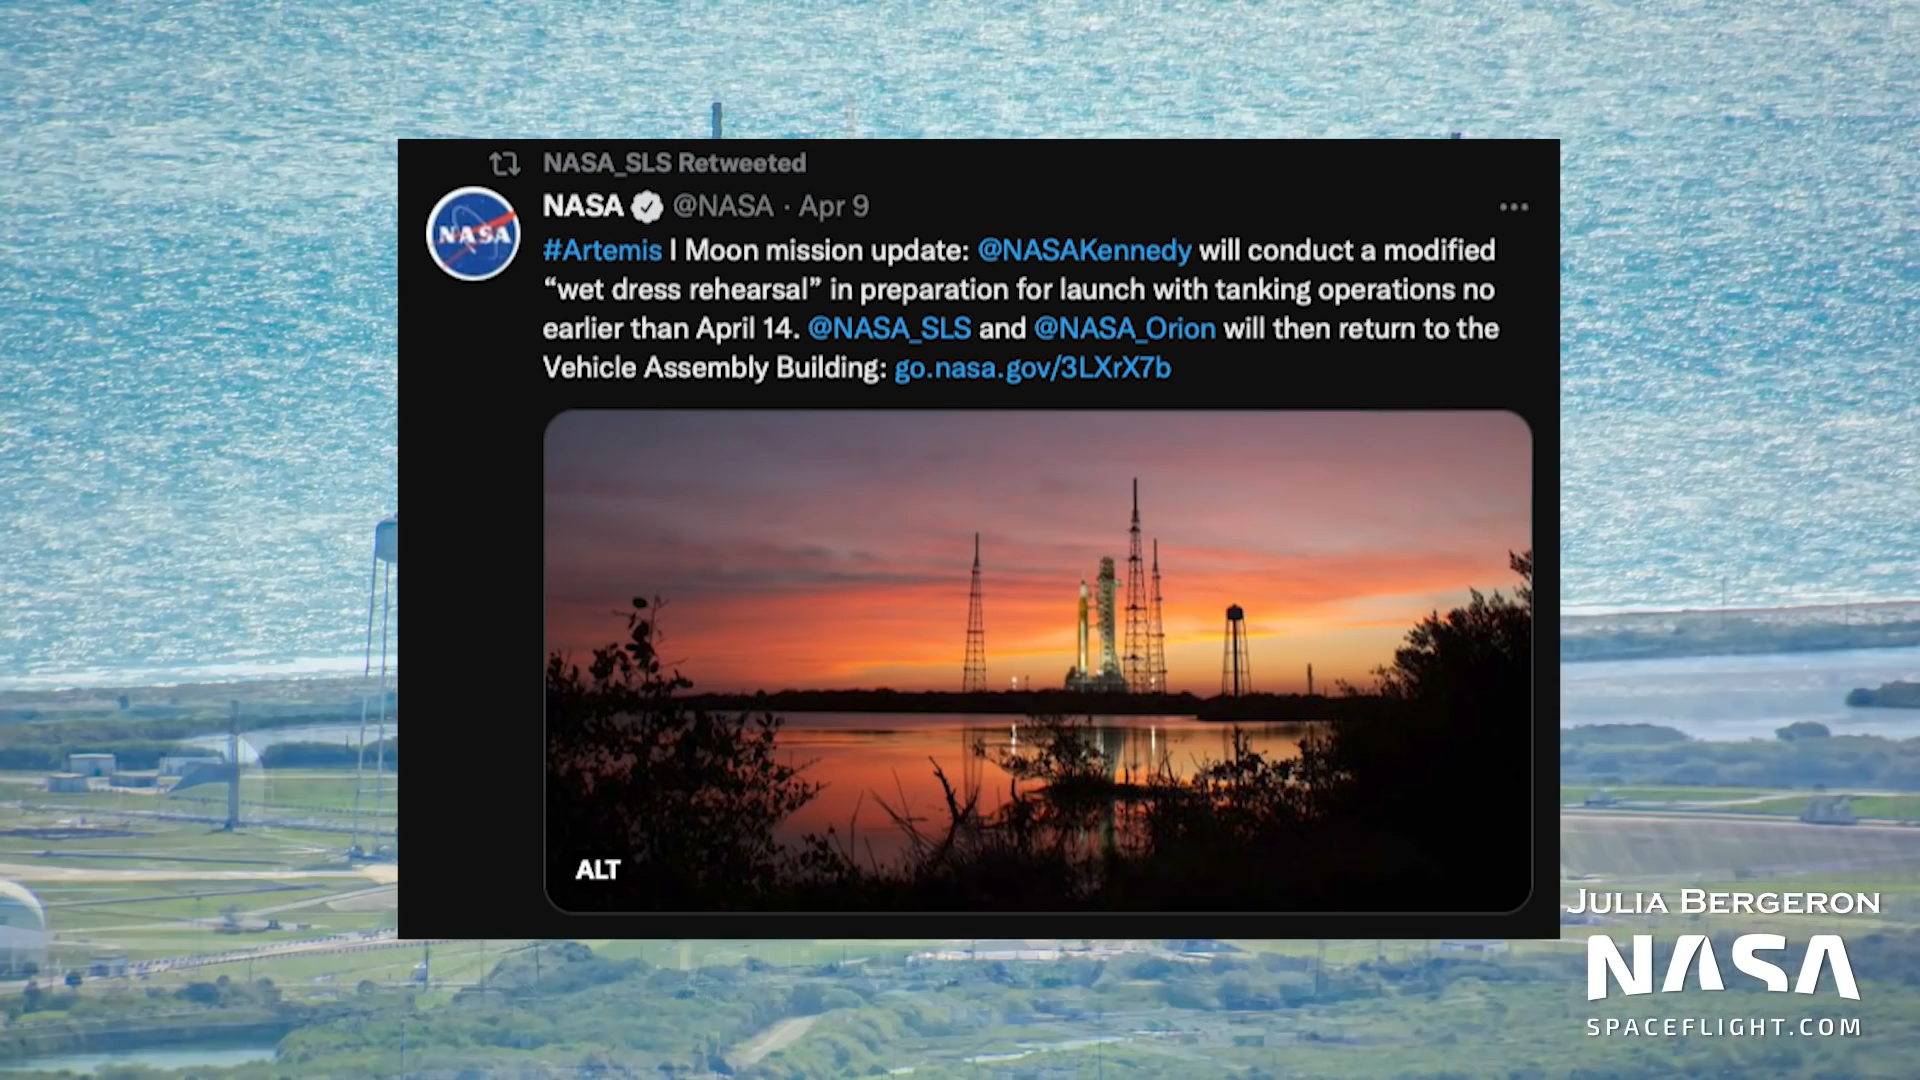 NASA_SLS Retweeted
NASA @NASA · Apr 9
#Artemis I Moon mission update: @NASAKennedy will conduct a modified
“wet dress rehearsal” in preparation for launch with tanking operations no
earlier than April 14. @NASA_SLS and @NASA_Orion will then return to the
Vehicle Assembly Building: go.nasa.gov/3LXrX7b
NASA
ALT
JULIA BERGERON
NASA
SPACEFLIGHT.COM